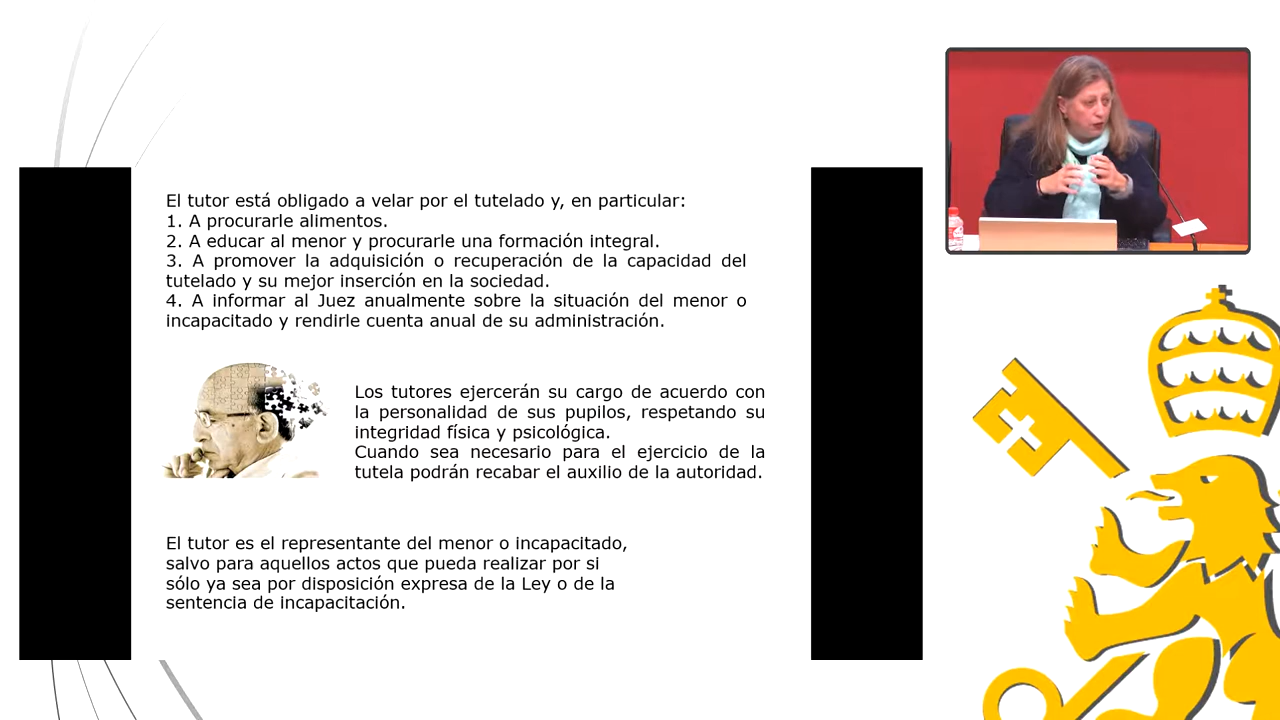 El tutor está obligado a velar por el tutelado y, en particular:
1. A procurarle alimentos.
2. A educar al menor y procurarle una formación integral.
3. A promover la adquisición o recuperación de la capacidad del
tutelado y su mejor inserción en la sociedad.
4. A informar al Juez anualmente sobre la situación del menor o
incapacitado y rendirle cuenta anual de su administración.
Los tutores ejercerán su cargo de acuerdo con
la personalidad de sus pupilos, respetando su
integridad física y psicológica.
Cuando sea necesario para el ejercicio de la
tutela podrán recabar el auxilio de la autoridad.
El tutor es el representante del menor o incapacitado,
salvo para aquellos actos que pueda realizar por si
sólo ya sea por disposición expresa de la Ley o de la
sentencia de incapacitación.